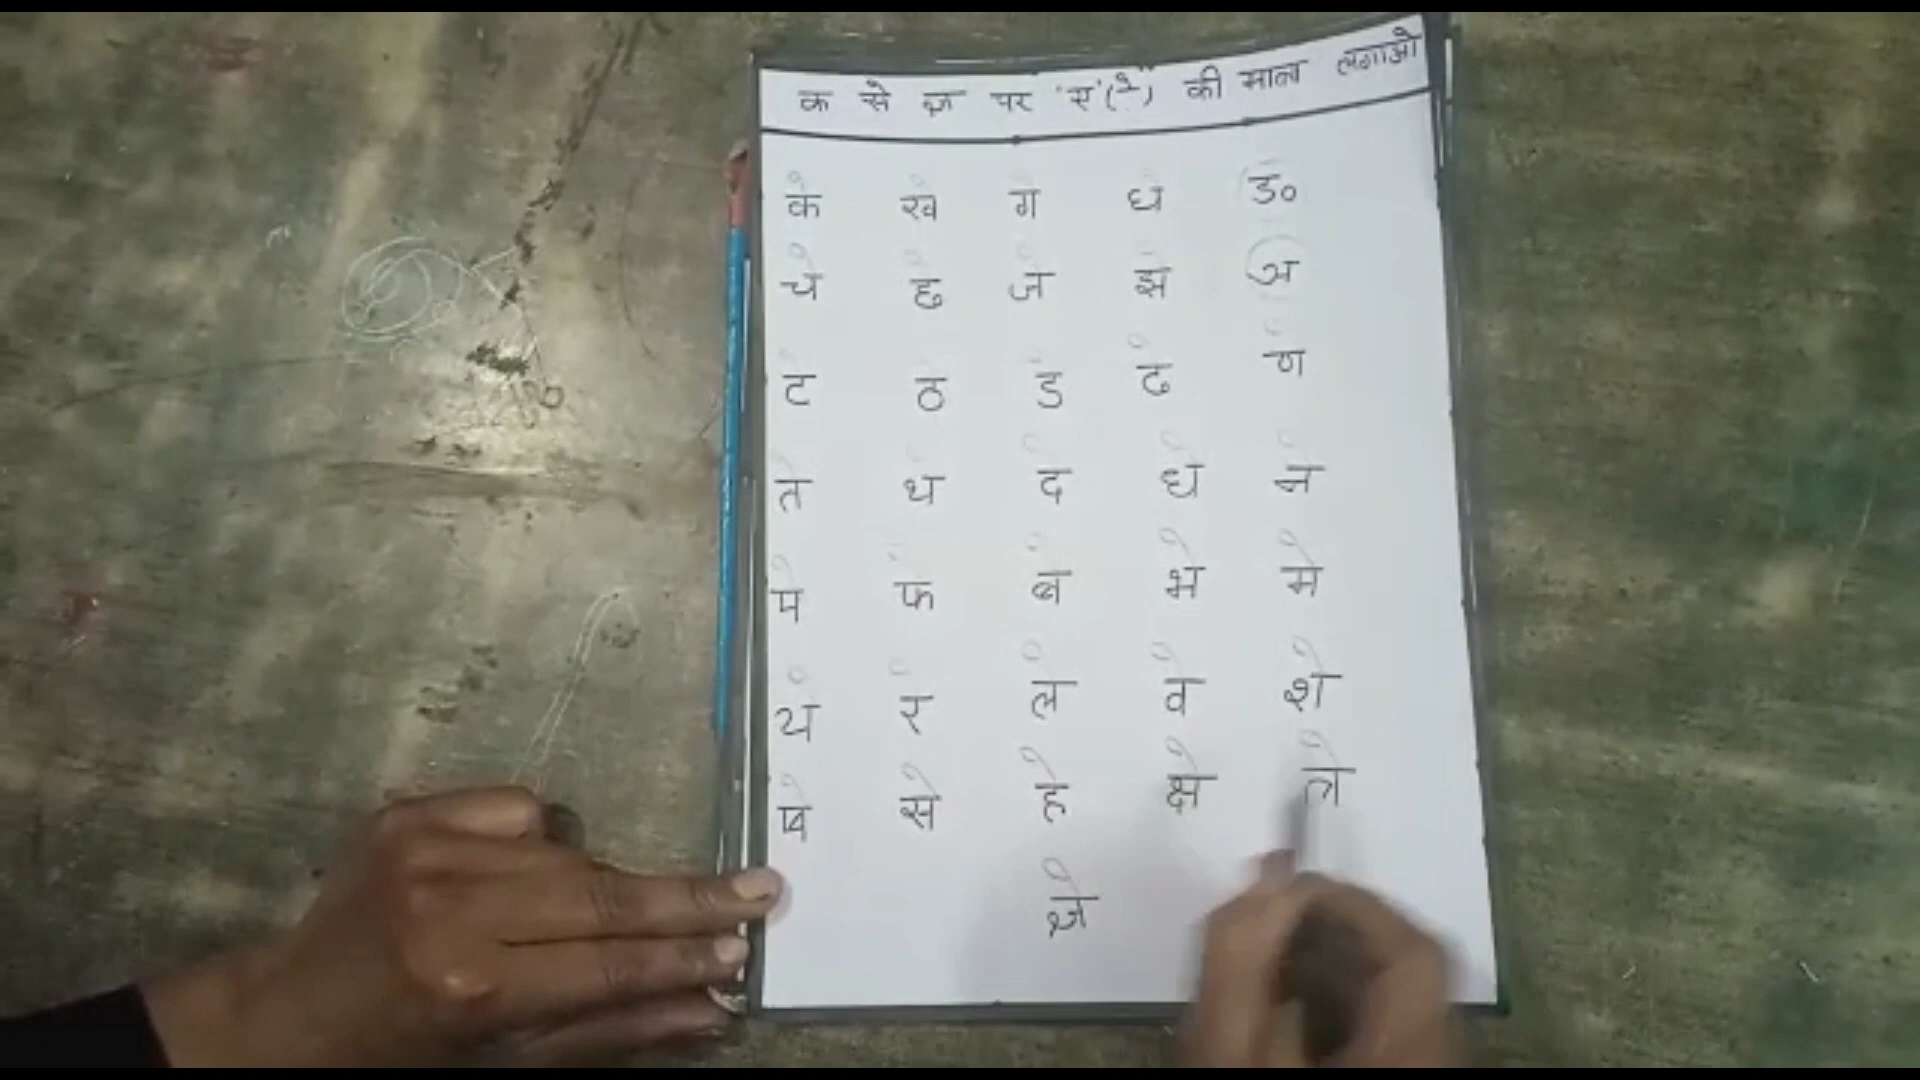 क से ज्ञ पर 'स' (े) की मात्रा लगाओ
क ख ग घ ङ
च छ ज झ ञ
ट ठ ड ढ ण
त थ द ध न
प फ ब भ म
य र ल व श
ष स ह क्ष त्र
ज्ञ